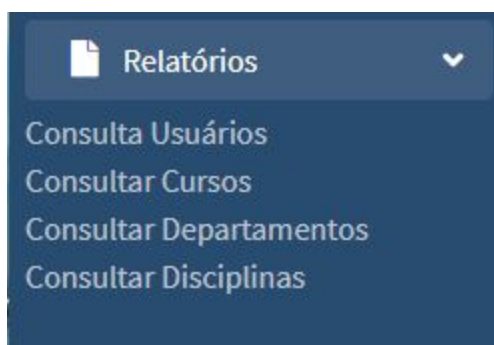 Relatórios
Consulta Usuários
Consultar Cursos
Consultar Departamentos
Consultar Disciplinas